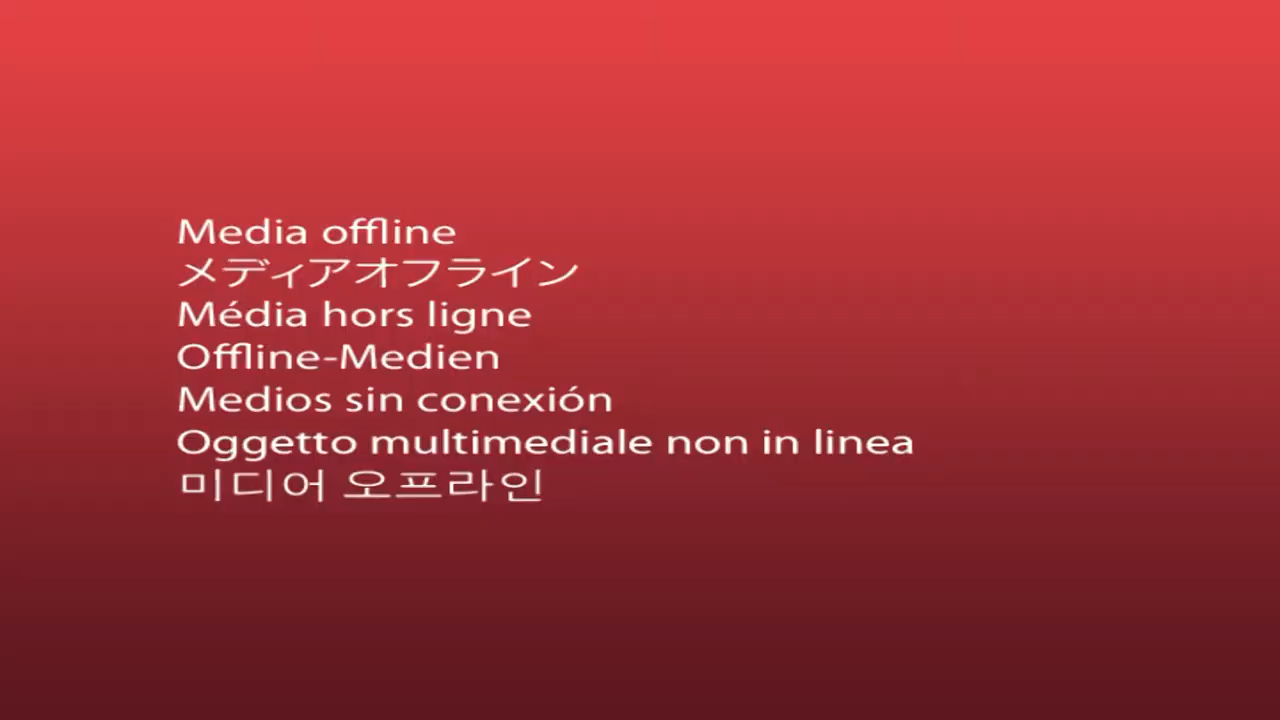 Media offline
メディアオフライン
Média hors ligne
Offline-Medien
Medios sin conexión
Oggetto multimediale non in linea
미디어 오프라인